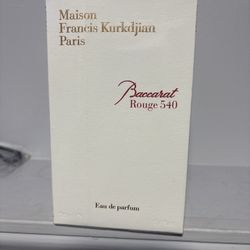 Maison
Francis Kurkdjian
Paris
Baccarat
Rouge 540
Eau de parfum